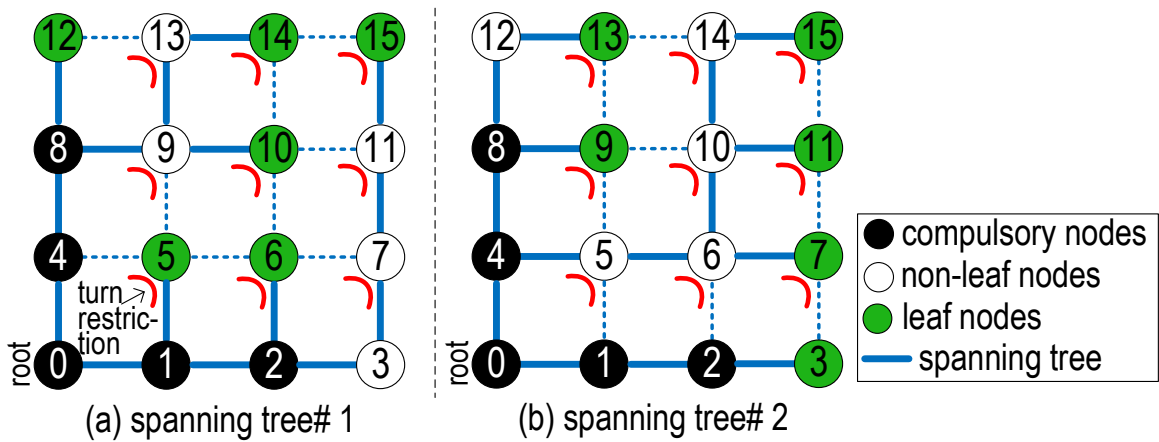 12 13 14 15
8 9 10 11
4 5 6 7
turn
restric-
tion
root
0 1 2 3
(a) spanning tree# 1
12 13 14 15
8 9 10 11
4 5 6 7
root
0 1 2 3
(b) spanning tree# 2
compulsory nodes
non-leaf nodes
leaf nodes
spanning tree